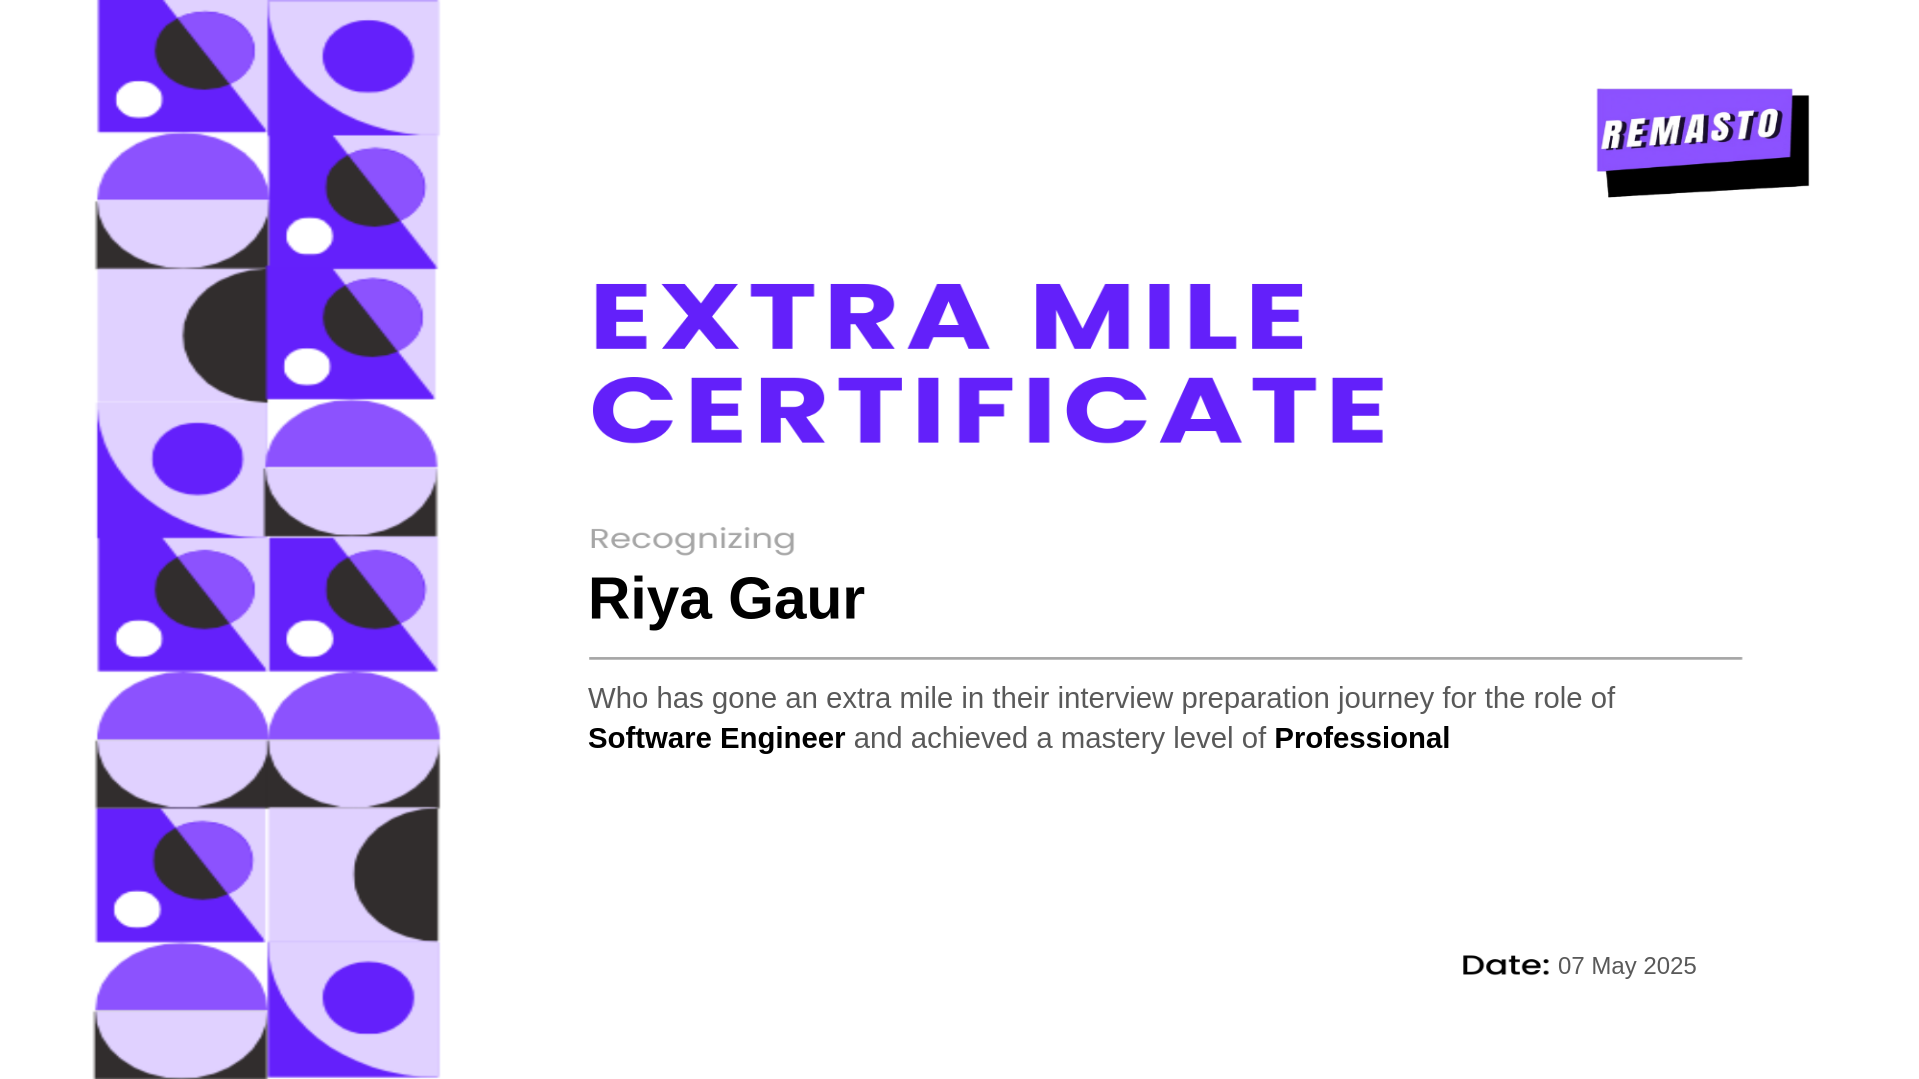 REMASTO
EXTRA MILE
CERTIFICATE
Recognizing
Riya Gaur
Who has gone an extra mile in their interview preparation journey for the role of
Software Engineer and achieved a mastery level of Professional
Date: 07 May 2025